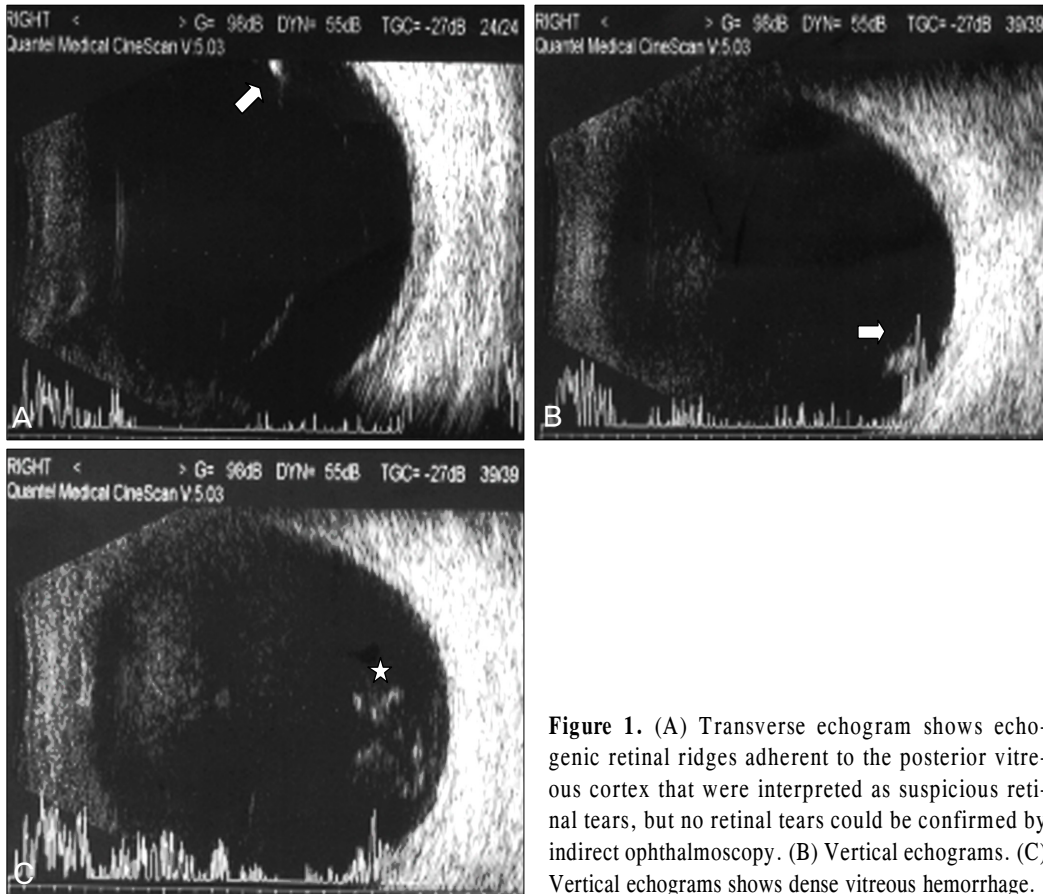 RIGHT < > G= 98dB DYN= 55dB TGC= -27dB 24/24
Quantel Medical CineScan V:5.03
A
RIGHT < > G= 98dB DYN= 55dB TGC= -27dB 39/39
Quantel Medical CineScan V:5.03
B
RIGHT < > G= 98dB DYN= 55dB TGC= -27dB 39/39
Quantel Medical CineScan V:5.03
C
Figure 1. (A) Transverse echogram shows echo-
genic retinal ridges adherent to the posterior vitre-
ous cortex that were interpreted as suspicious reti-
nal tears, but no retinal tears could be confirmed by
indirect ophthalmoscopy. (B) Vertical echograms. (C)
Vertical echograms shows dense vitreous hemorrhage.